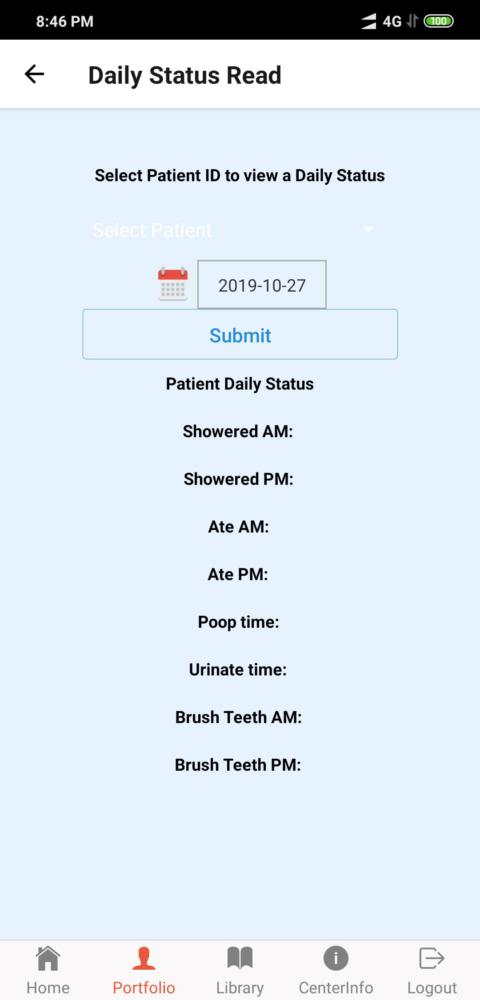 8:46 PM 4G 100
Daily Status Read
Select Patient ID to view a Daily Status
Select Patient
2019-10-27
Submit
Patient Daily Status
Showered AM:
Showered PM:
Ate AM:
Ate PM:
Poop time:
Urinate time:
Brush Teeth AM:
Brush Teeth PM:
Home Portfolio Library CenterInfo Logout